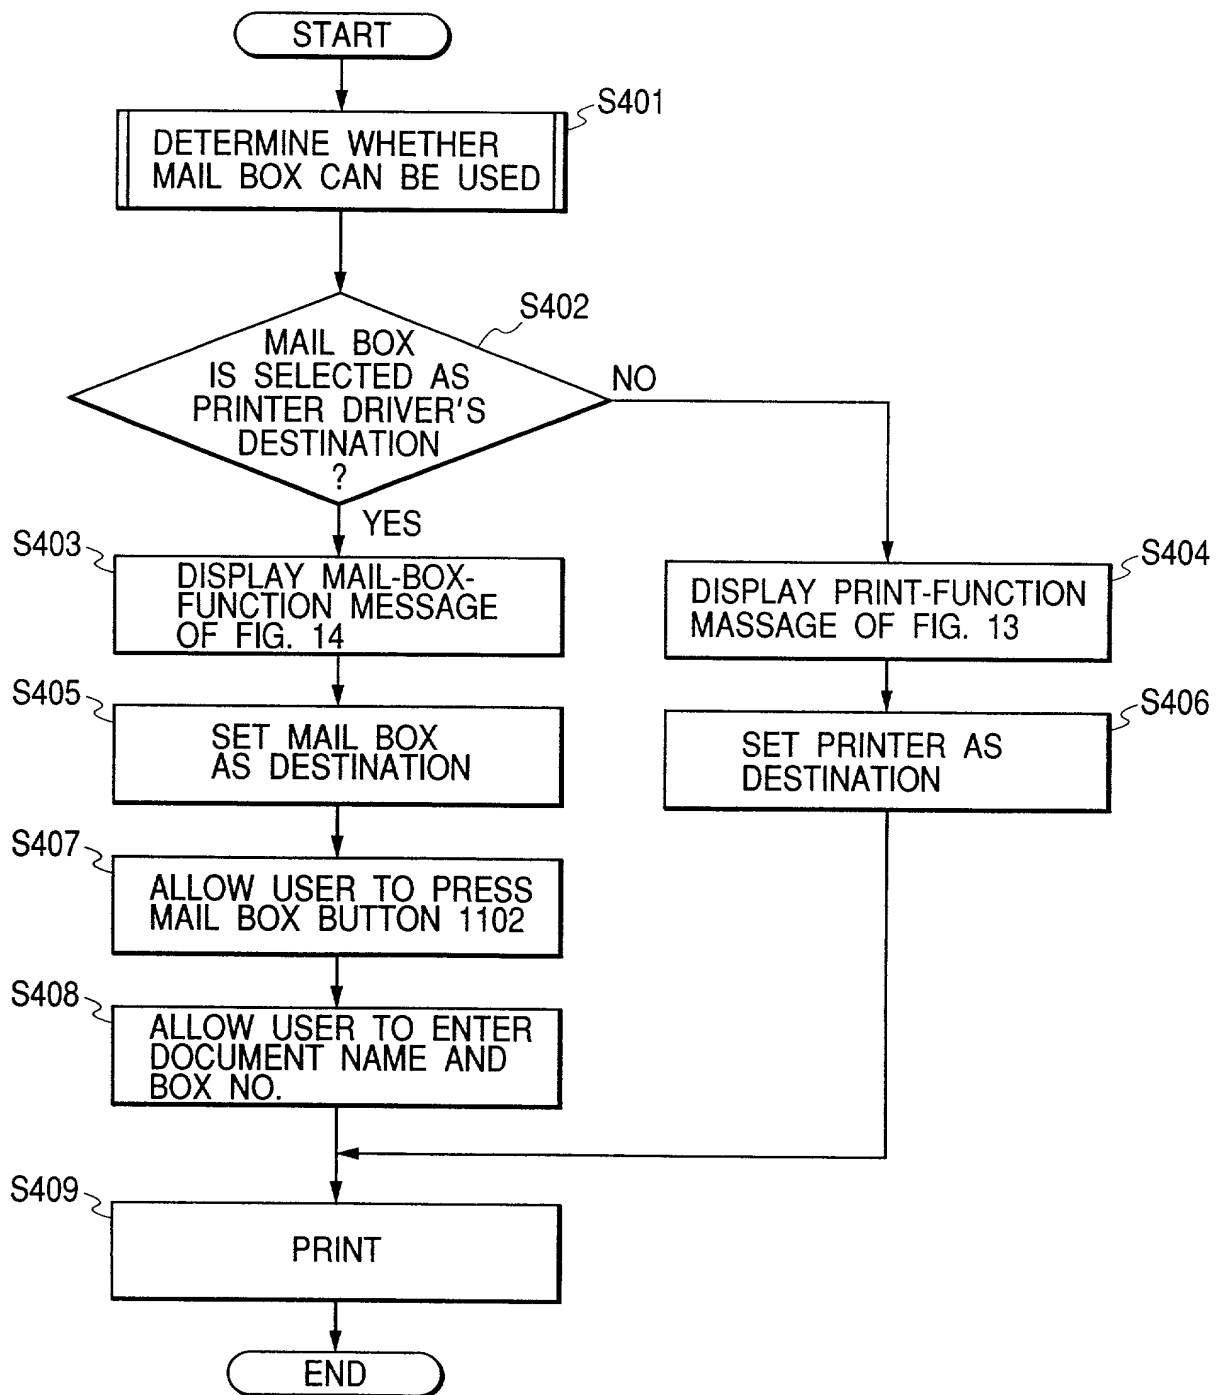 START
S401
DETERMINE WHETHER
MAIL BOX CAN BE USED
S402
MAIL BOX
IS SELECTED AS
PRINTER DRIVER'S
DESTINATION
?
NO
YES
S403
DISPLAY MAIL-BOX-
FUNCTION MESSAGE
OF FIG. 14
S404
DISPLAY PRINT-FUNCTION
MASSAGE OF FIG. 13
S405
SET MAIL BOX
AS DESTINATION
S406
SET PRINTER AS
DESTINATION
S407
ALLOW USER TO PRESS
MAIL BOX BUTTON 1102
S408
ALLOW USER TO ENTER
DOCUMENT NAME AND
BOX NO.
S409
PRINT
END